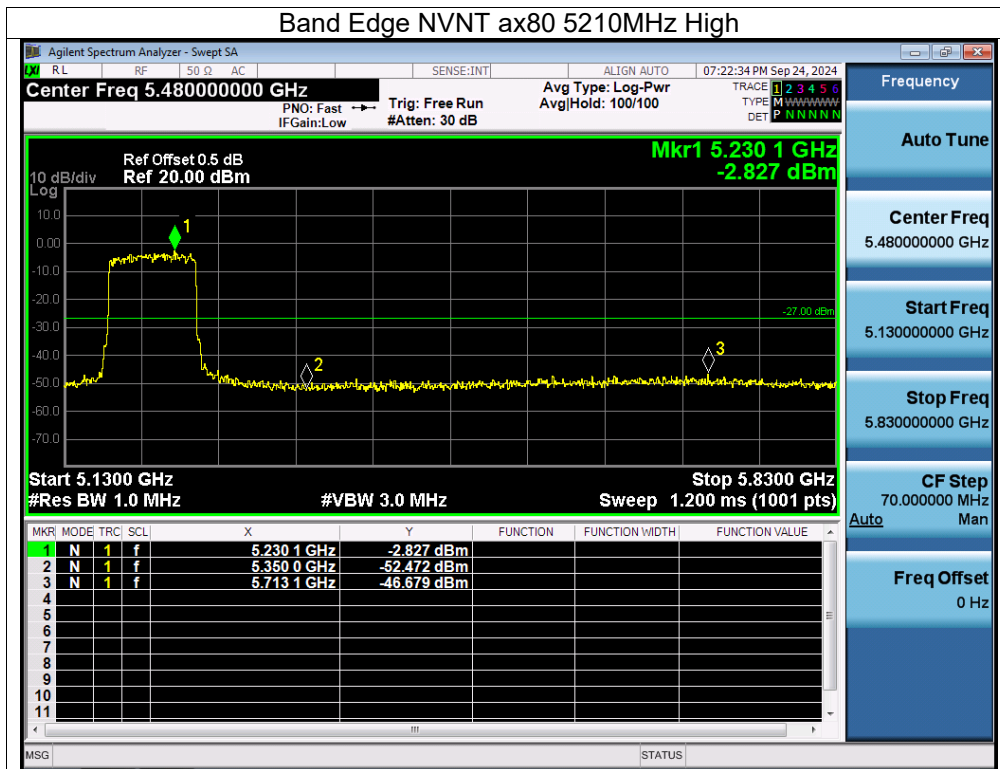 Band Edge NVNT ax80 5210MHz High
Agilent Spectrum Analyzer - Swept SA
LXI RL RF 50 Ω AC SENSE:INT ALIGN AUTO 07:22:34 PM Sep 24, 2024
Center Freq 5.480000000 GHz
PNO: Fast
IFGain:Low
Trig: Free Run
#Atten: 30 dB
Avg Type: Log-Pwr
Avg|Hold: 100/100
TRACE 1 2 3 4 5 6
TYPE M WWWWW
DET P N N N N N
Frequency
Auto Tune
Center Freq
5.480000000 GHz
Start Freq
5.130000000 GHz
Stop Freq
5.830000000 GHz
CF Step
70.000000 MHz
Auto Man
Freq Offset
0 Hz
Ref Offset 0.5 dB
Ref 20.00 dBm
10 dB/div
Log
Mkr1 5.230 1 GHz
-2.827 dBm
10.0
0.00
-10.0
-20.0
-30.0
-40.0
-50.0
-60.0
-70.0
1
2
3
-27.00 dBm
Start 5.1300 GHz Stop 5.8300 GHz
#Res BW 1.0 MHz #VBW 3.0 MHz Sweep 1.200 ms (1001 pts)
MKR MODE TRC SCL X Y FUNCTION FUNCTION WIDTH FUNCTION VALUE
1 N 1 f 5.230 1 GHz -2.827 dBm
2 N 1 f 5.350 0 GHz -52.472 dBm
3 N 1 f 5.713 1 GHz -46.679 dBm
4
5
6
7
8
9
10
11
MSG STATUS